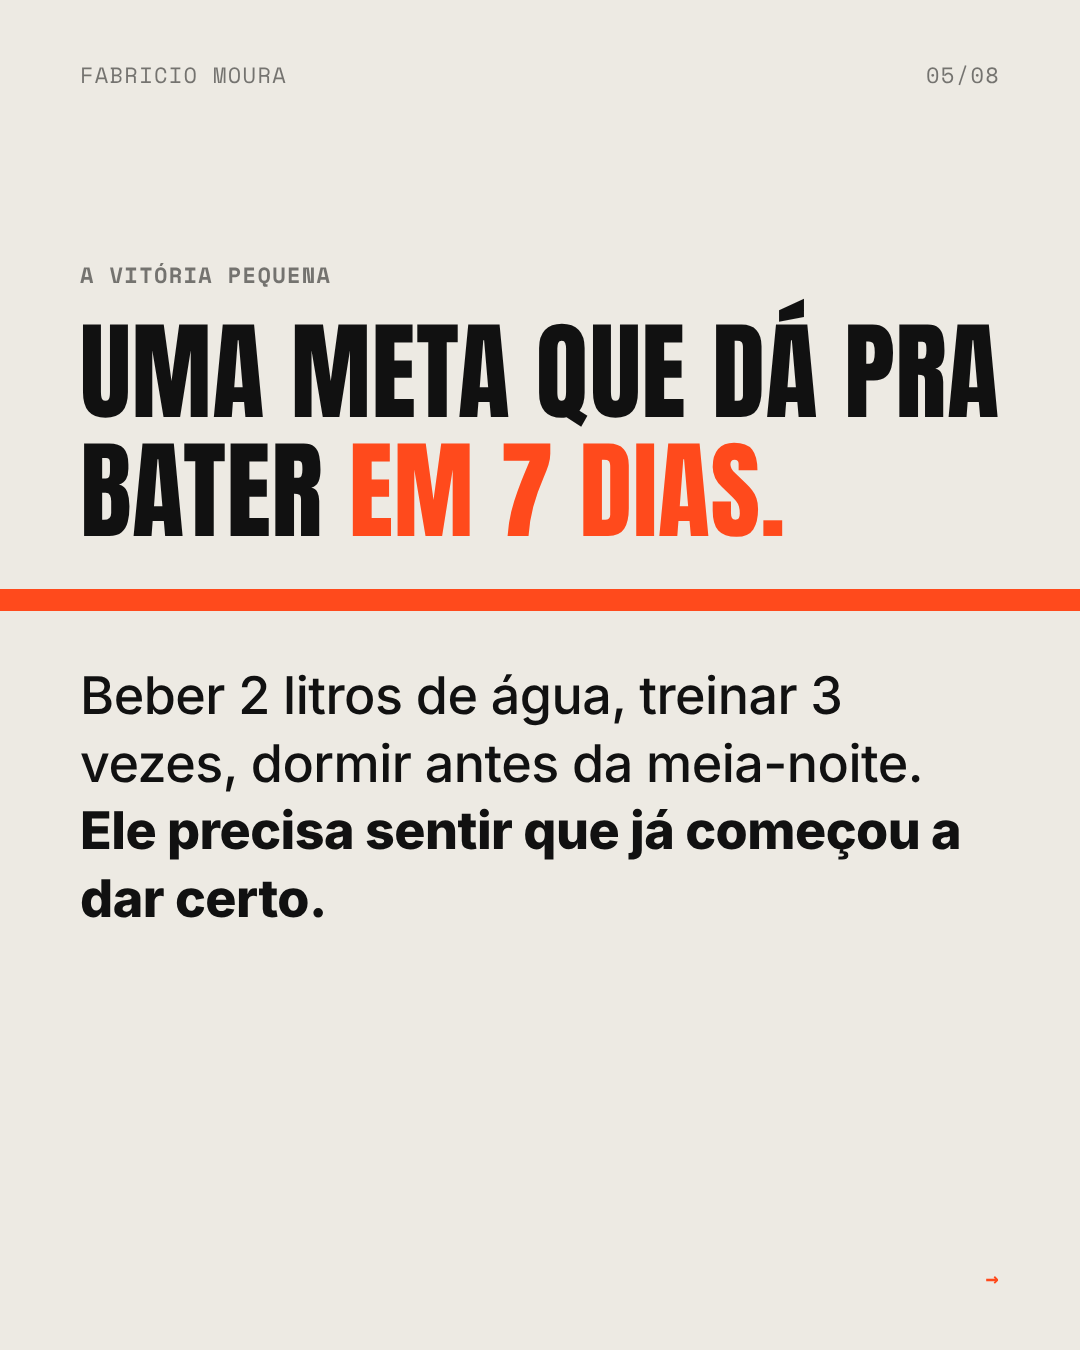 FABRICIO MOURA
05/08
A VITÓRIA PEQUENA
UMA META QUE DÁ PRA
BATER EM 7 DIAS.
Beber 2 litros de água, treinar 3
vezes, dormir antes da meia-noite.
Ele precisa sentir que já começou a
dar certo.
→